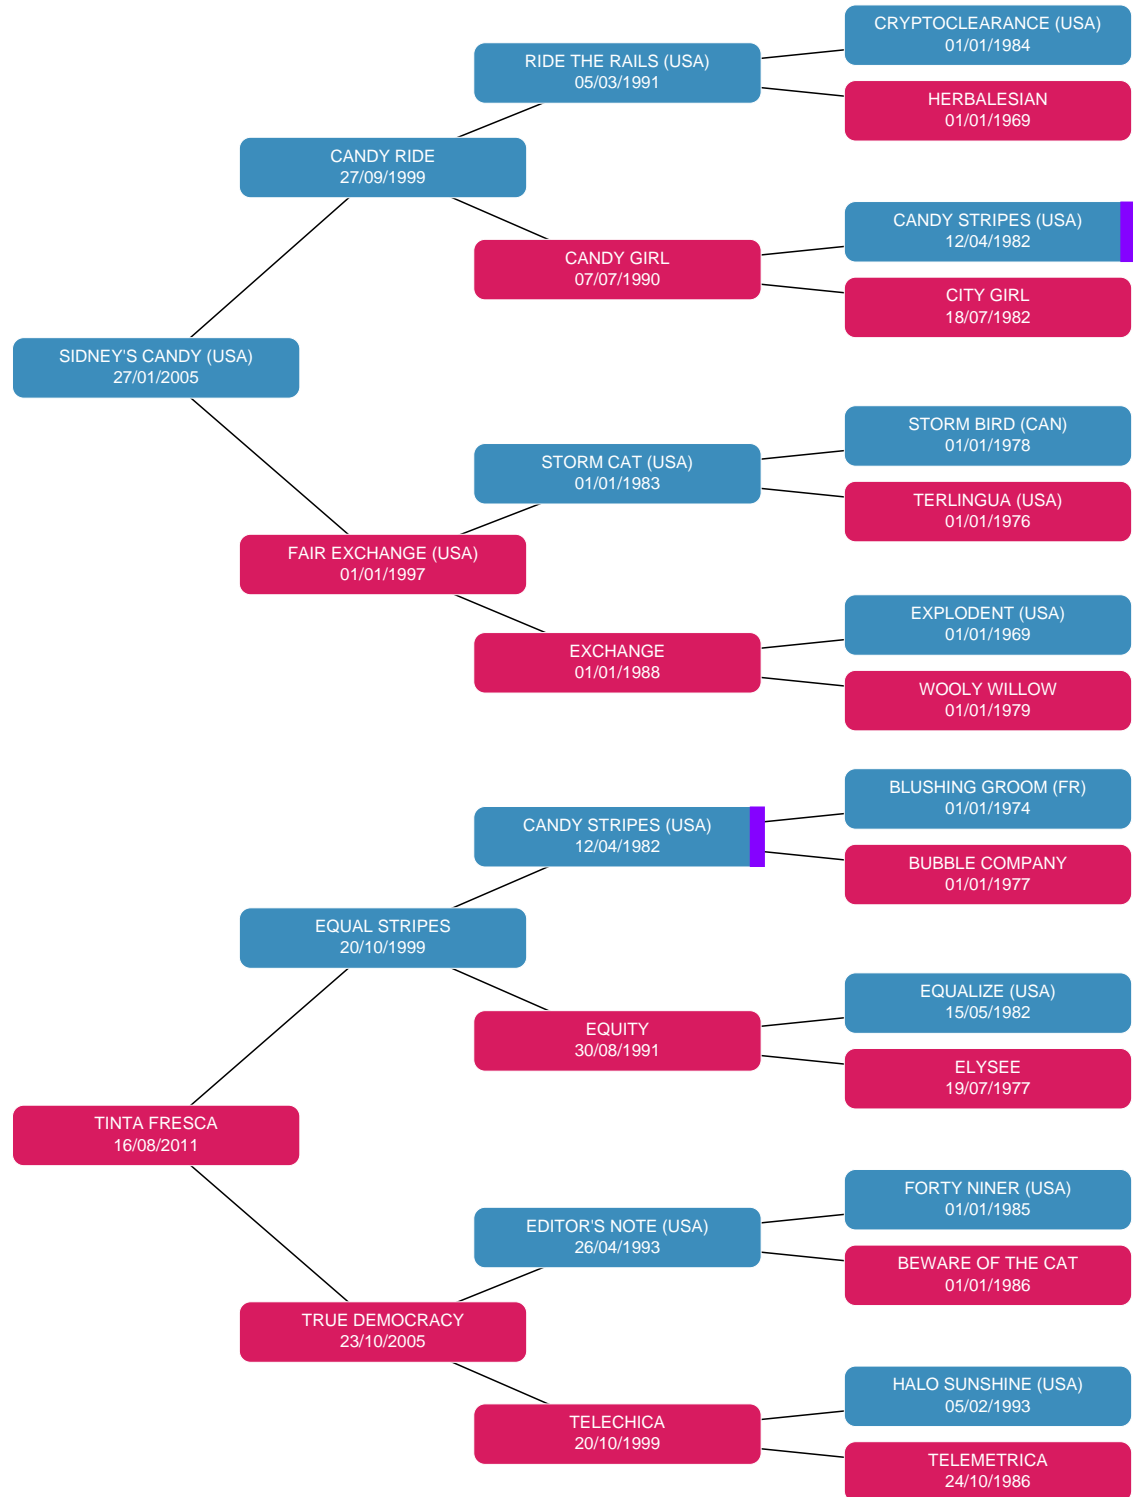 CRYPTOCLEARANCE (USA)
01/01/1984
RIDE THE RAILS (USA)
05/03/1991
HERBALESIAN
01/01/1969
CANDY RIDE
27/09/1999
CANDY STRIPES (USA)
12/04/1982
CANDY GIRL
07/07/1990
CITY GIRL
18/07/1982
SIDNEY'S CANDY (USA)
27/01/2005
STORM BIRD (CAN)
01/01/1978
STORM CAT (USA)
01/01/1983
TERLINGUA (USA)
01/01/1976
FAIR EXCHANGE (USA)
01/01/1997
EXPLODENT (USA)
01/01/1969
EXCHANGE
01/01/1988
WOOLY WILLOW
01/01/1979
BLUSHING GROOM (FR)
01/01/1974
CANDY STRIPES (USA)
12/04/1982
BUBBLE COMPANY
01/01/1977
EQUAL STRIPES
20/10/1999
EQUALIZE (USA)
15/05/1982
EQUITY
30/08/1991
ELYSEE
19/07/1977
TINTA FRESCA
16/08/2011
FORTY NINER (USA)
01/01/1985
EDITOR'S NOTE (USA)
26/04/1993
BEWARE OF THE CAT
01/01/1986
TRUE DEMOCRACY
23/10/2005
HALO SUNSHINE (USA)
05/02/1993
TELECHICA
20/10/1999
TELEMETRICA
24/10/1986